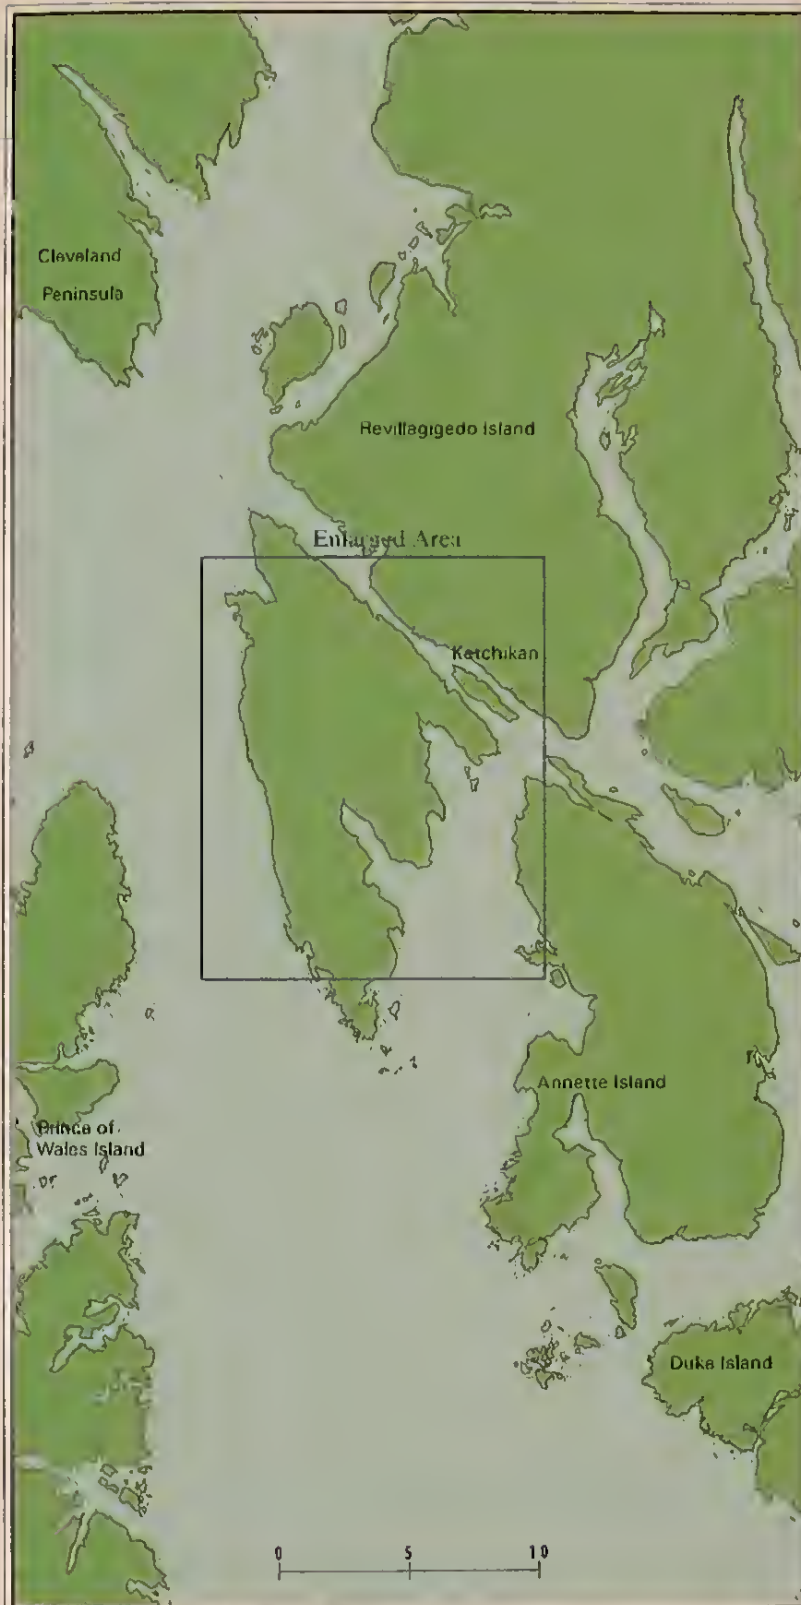 Cleveland
Peninsula
Revillagigedo Island
Enlarged Area
Ketchikan
Annette Island
Prince of
Wales Island
Duke Island
0 5 10